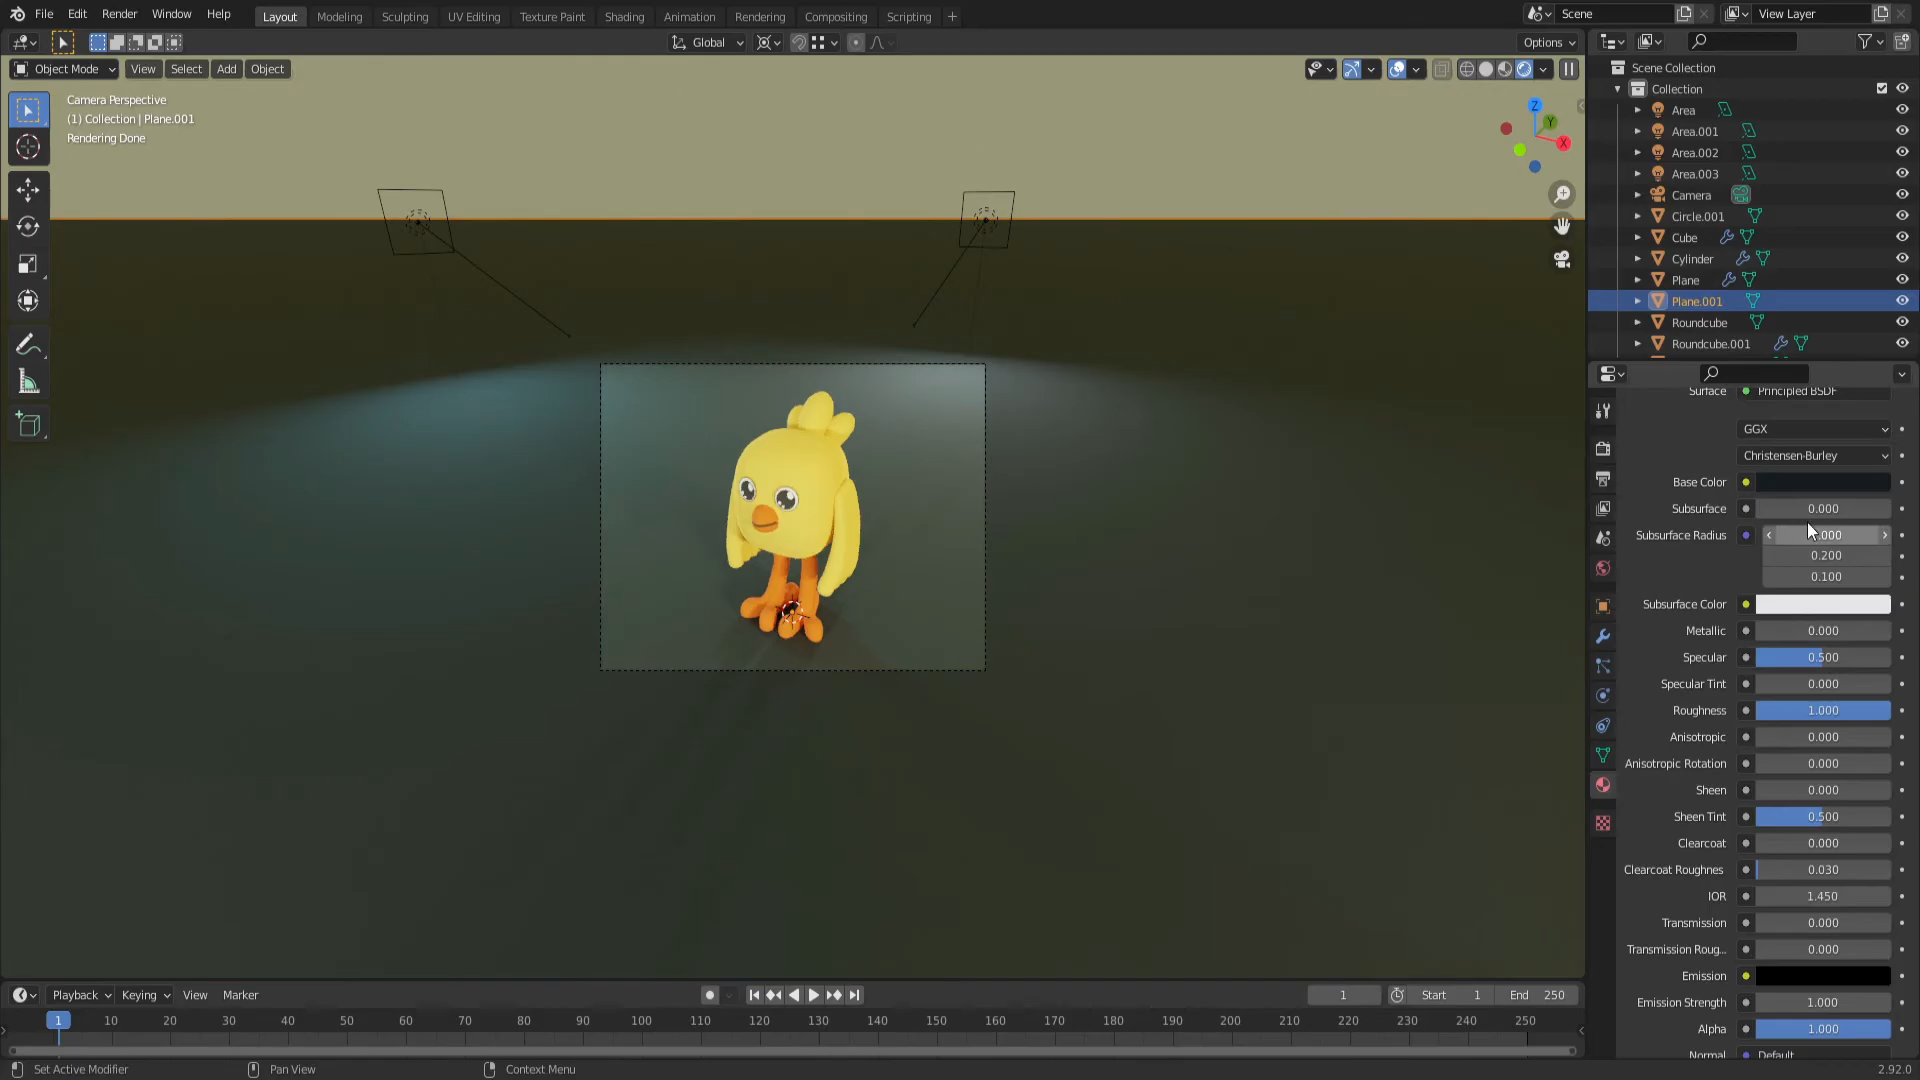 File Edit Render Window Help Layout Modeling Sculpting UV Editing Texture Paint Shading Animation Rendering Compositing Scripting + Scene View Layer
Global Options
Object Mode View Select Add Object
Camera Perspective
(1) Collection | Plane.001
Rendering Done
Z
Y
X
Scene Collection
Collection
Area
Area.001
Area.002
Area.003
Camera
Circle.001
Cube
Cylinder
Plane
Plane.001
Roundcube
Roundcube.001
Surface Principled BSDF
GGX
Christensen-Burley
Base Color
Subsurface 0.000
Subsurface Radius .000
0.200
0.100
Subsurface Color
Metallic 0.000
Specular 0.500
Specular Tint 0.000
Roughness 1.000
Anisotropic 0.000
Anisotropic Rotation 0.000
Sheen 0.000
Sheen Tint 0.500
Clearcoat 0.000
Clearcoat Roughnes 0.030
IOR 1.450
Transmission 0.000
Transmission Roug... 0.000
Emission
Emission Strength 1.000
Alpha 1.000
Normal Default
Playback Keying View Marker 1 Start 1 End 250
1 10 20 30 40 50 60 70 80 90 100 110 120 130 140 150 160 170 180 190 200 210 220 230 240 250
Set Active Modifier Pan View Context Menu 2.92.0